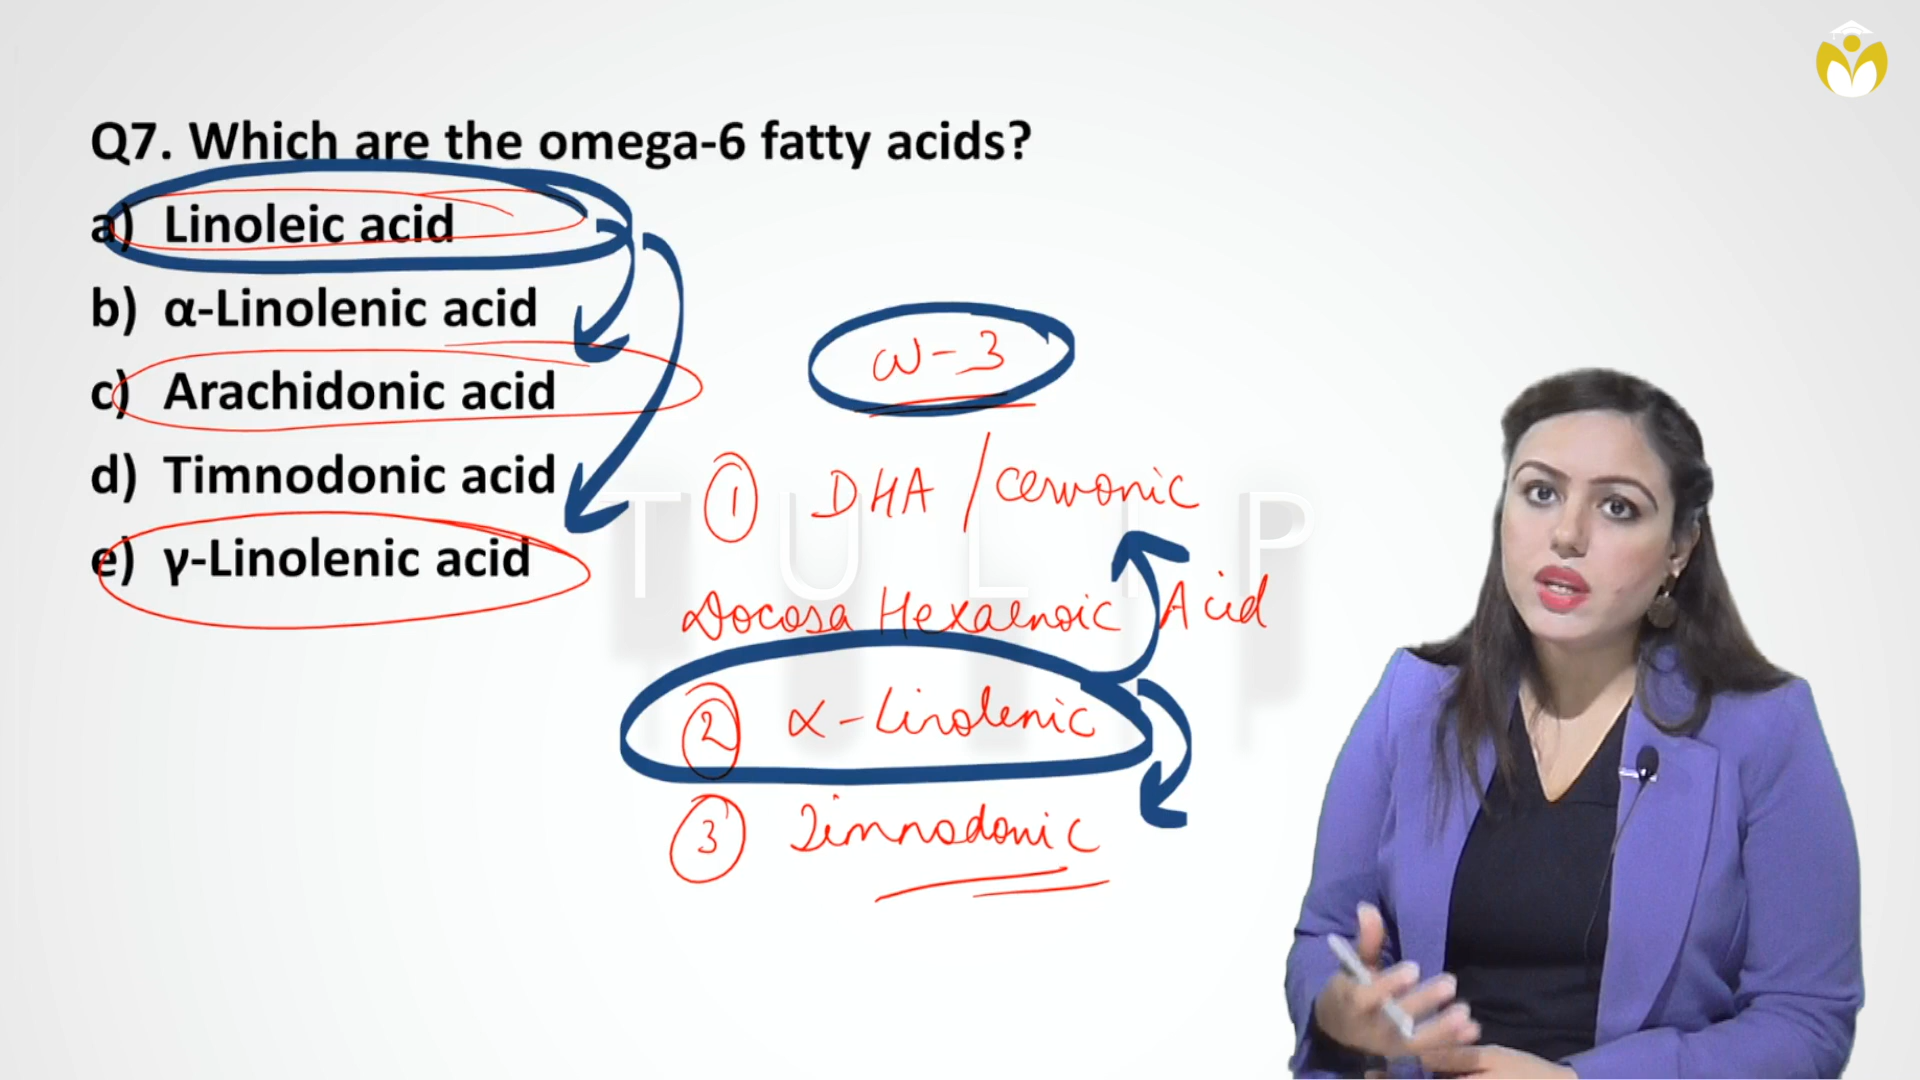 Q7. Which are the omega-6 fatty acids?
a) Linoleic acid
b) α-Linolenic acid
c) Arachidonic acid
d) Timnodonic acid
e) γ-Linolenic acid
ω-3
1 DHA / cervonic
Docosa Hexaenoic Acid
2 α-Linolenic
3 Timnodonic
TULIP